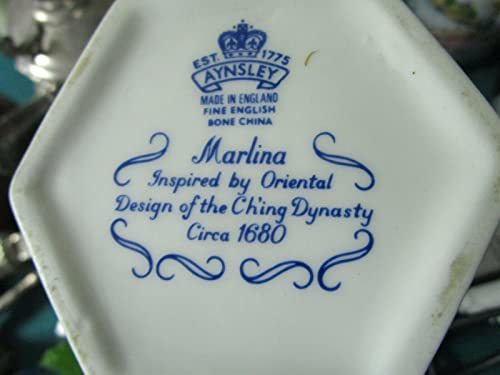 EST. 1775
AYNSLEY
MADE IN ENGLAND
FINE ENGLISH
BONE CHINA
Marlina
Inspired by Oriental
Design of the Ch'ing Dynasty
Circa 1680